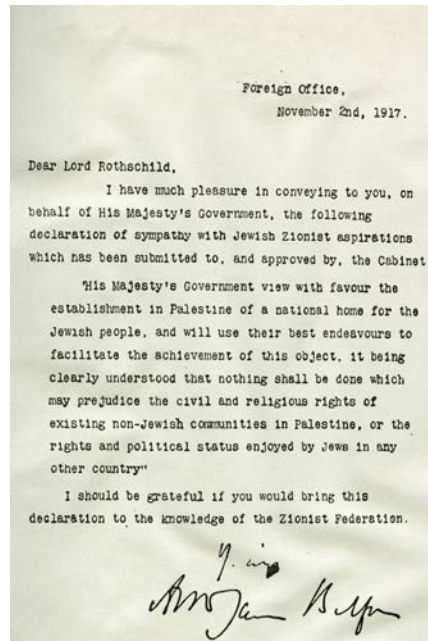 Foreign Office,
November 2nd, 1917.
Dear Lord Rothschild,
I have much pleasure in conveying to you, on
behalf of His Majesty's Government, the following
declaration of sympathy with Jewish Zionist aspirations
which has been submitted to, and approved by, the Cabinet
"His Majesty's Government view with favour the
establishment in Palestine of a national home for the
Jewish people, and will use their best endeavours to
facilitate the achievement of this object, it being
clearly understood that nothing shall be done which
may prejudice the civil and religious rights of
existing non-Jewish communities in Palestine, or the
rights and political status enjoyed by Jews in any
other country"
I should be grateful if you would bring this
declaration to the knowledge of the Zionist Federation.